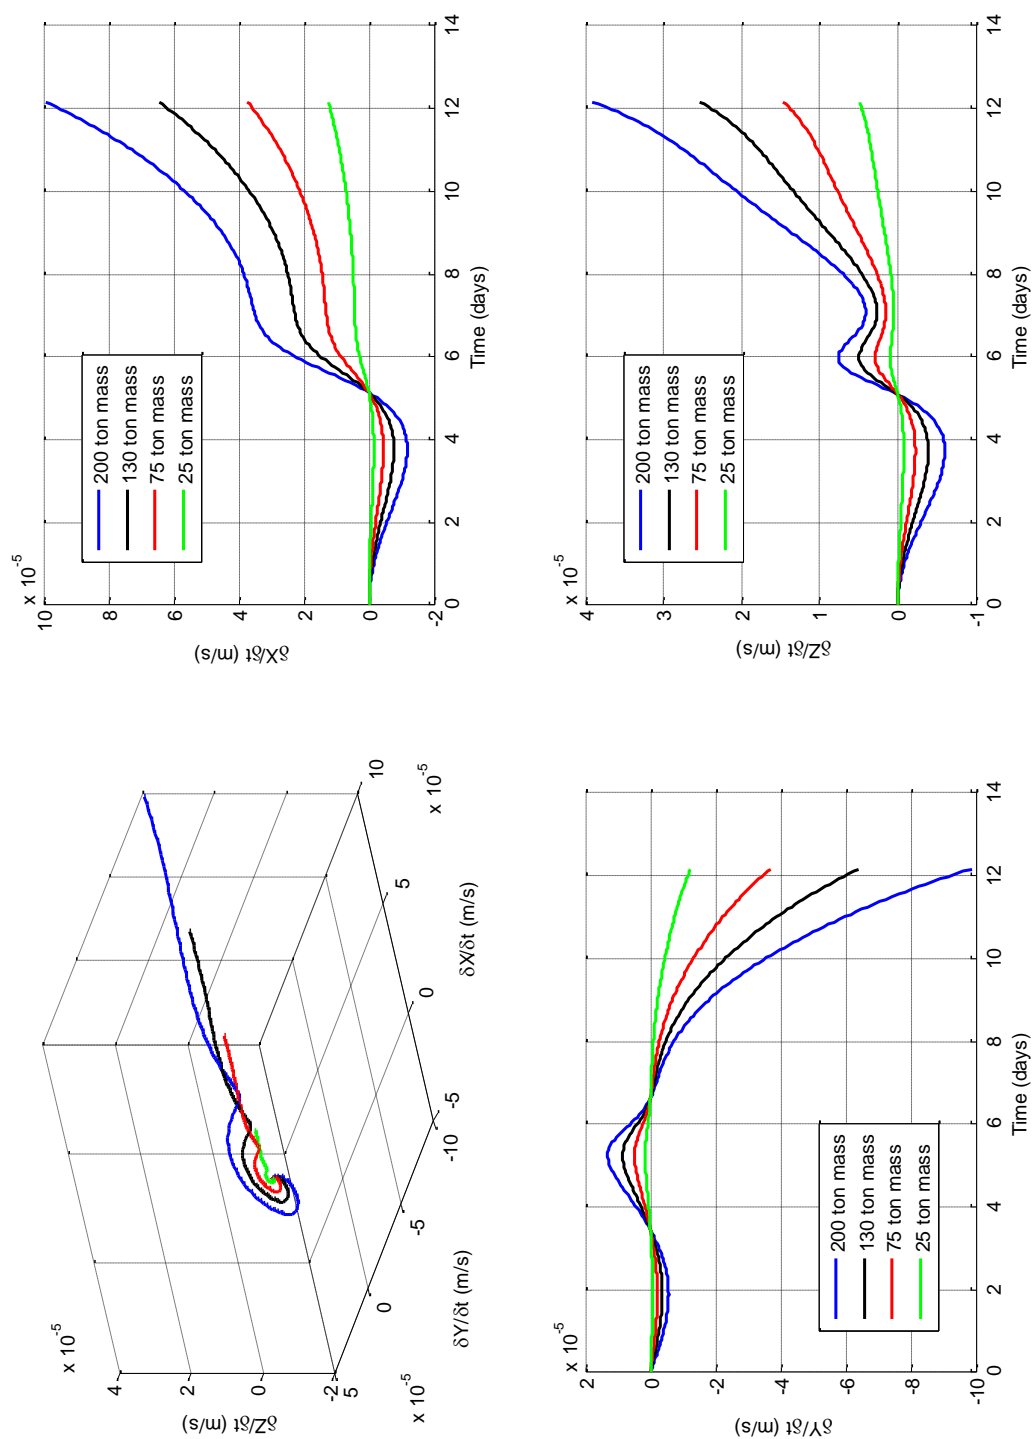 x 10⁻⁵
4
2
0
-2
δZ/δt (m/s)
5
0
-5
-10
x 10⁻⁵
δY/δt (m/s)
-5
0
5
10
x 10⁻⁵
δX/δt (m/s)
x 10⁻⁵
10
8
6
4
2
0
-2
δX/δt (m/s)
200 ton mass
130 ton mass
75 ton mass
25 ton mass
0 2 4 6 8 10 12 14
Time (days)
x 10⁻⁵
2
0
-2
-4
-6
-8
-10
δY/δt (m/s)
200 ton mass
130 ton mass
75 ton mass
25 ton mass
0 2 4 6 8 10 12 14
Time (days)
x 10⁻⁵
4
3
2
1
0
-1
δZ/δt (m/s)
200 ton mass
130 ton mass
75 ton mass
25 ton mass
0 2 4 6 8 10 12 14
Time (days)